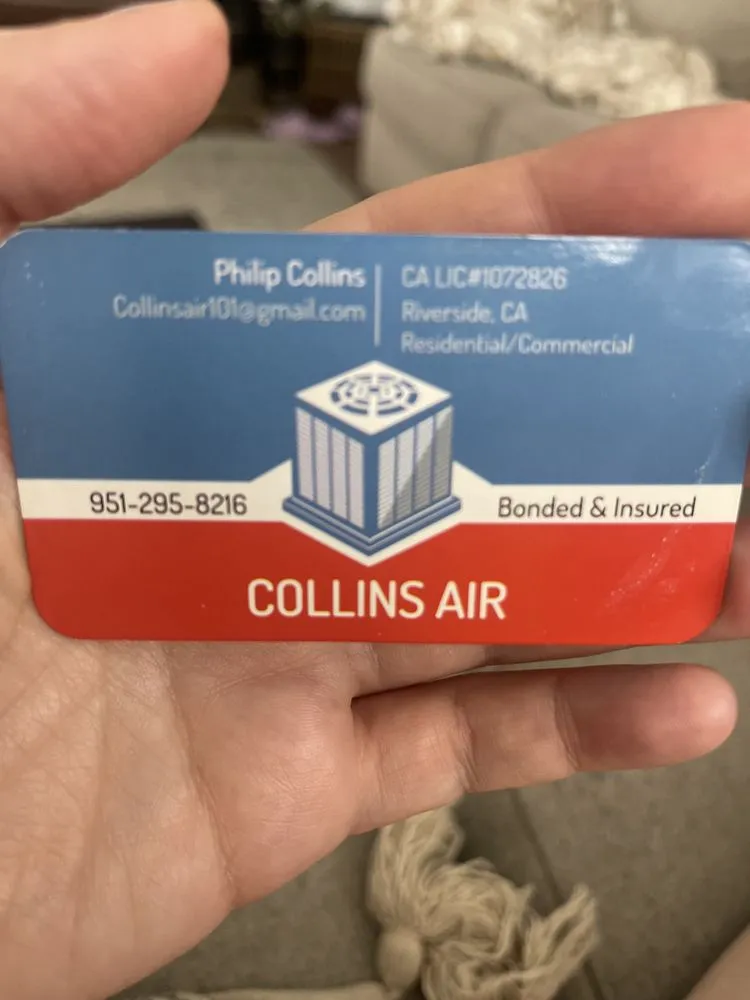 Philip Collins
Collinsair101@gmail.com
CA LIC#1072826
Riverside, CA
Residential/Commercial
951-295-8216
Bonded & Insured
COLLINS AIR